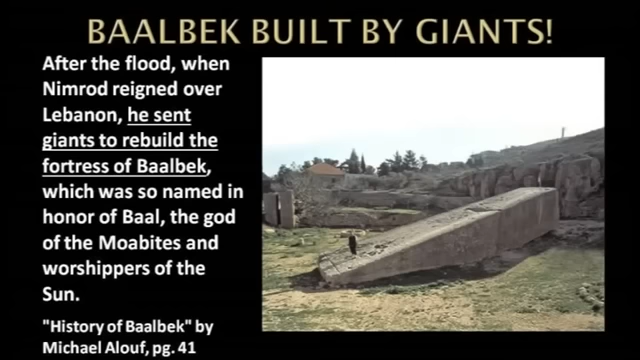 BAALBEK BUILT BY GIANTS!
After the flood, when
Nimrod reigned over
Lebanon, he sent
giants to rebuild the
fortress of Baalbek,
which was so named in
honor of Baal, the god
of the Moabites and
worshippers of the
Sun.
"History of Baalbek" by
Michael Alouf, pg. 41